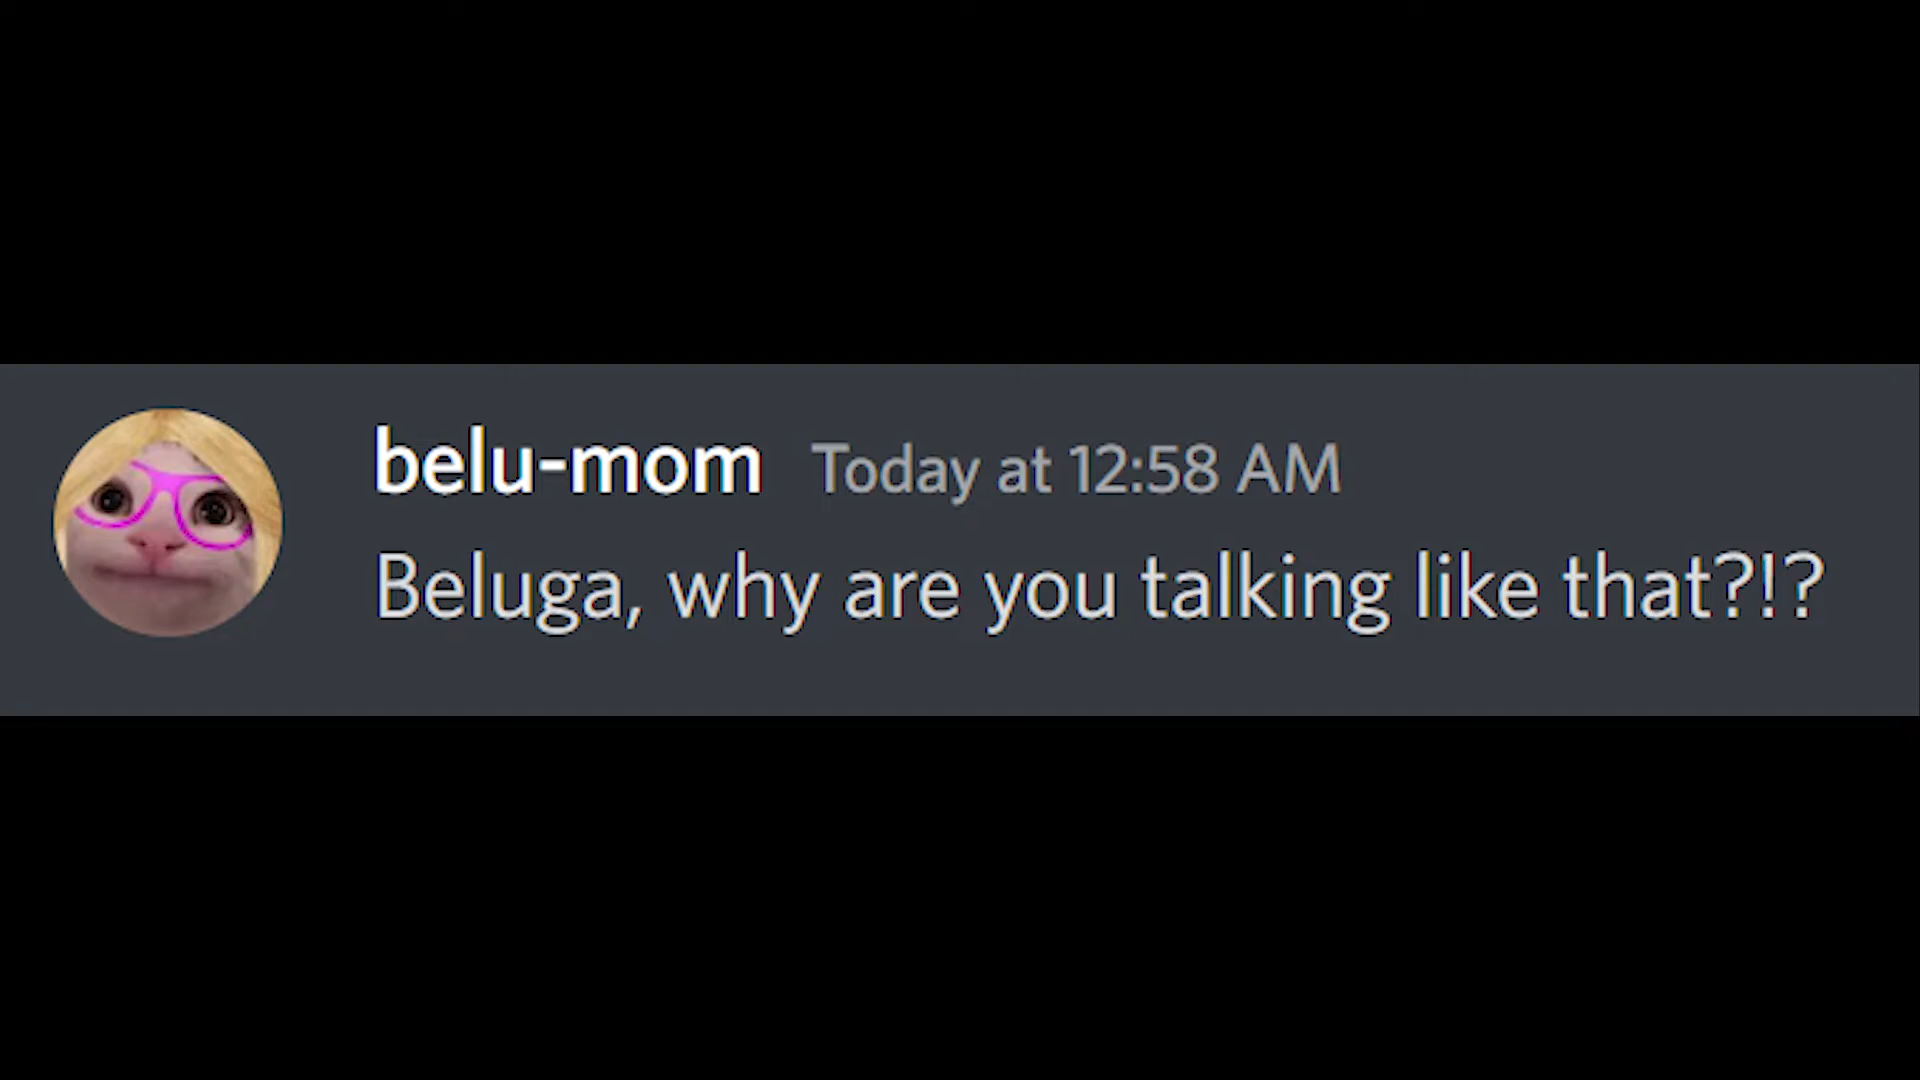 belu-mom Today at 12:58 AM
Beluga, why are you talking like that?!?